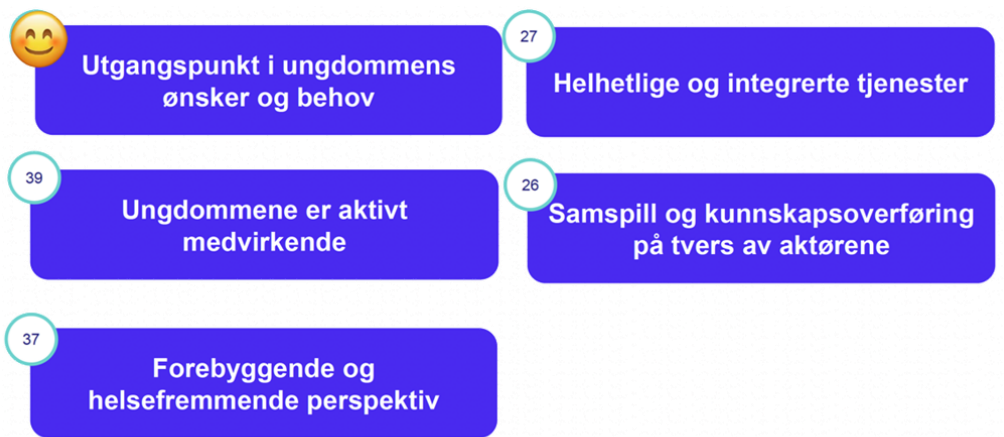 Utgangspunkt i ungdommens
ønsker og behov
27
Helhetlige og integrerte tjenester
39
Ungdommene er aktivt
medvirkende
26
Samspill og kunnskapsoverføring
på tvers av aktørene
37
Forebyggende og
helsefremmende perspektiv